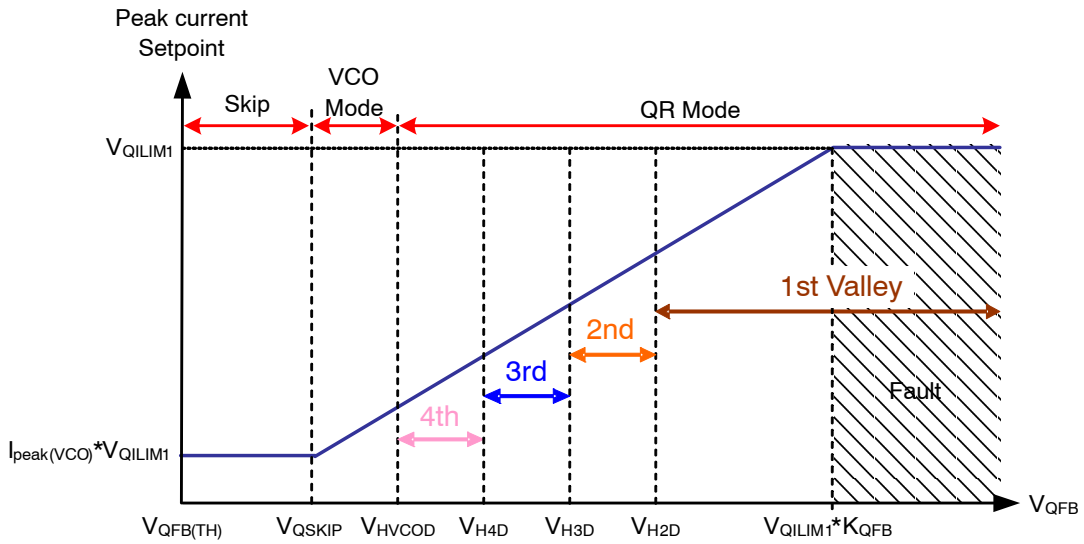 Peak current
Setpoint
Skip
VCO
Mode
QR Mode
VQILIM1
1st Valley
2nd
3rd
Fault
4th
Ipeak(VCO)*VQILIM1
VQFB
VQFB(TH) VQSKIP VHVCOD VH4D VH3D VH2D VQILIM1*KQFB